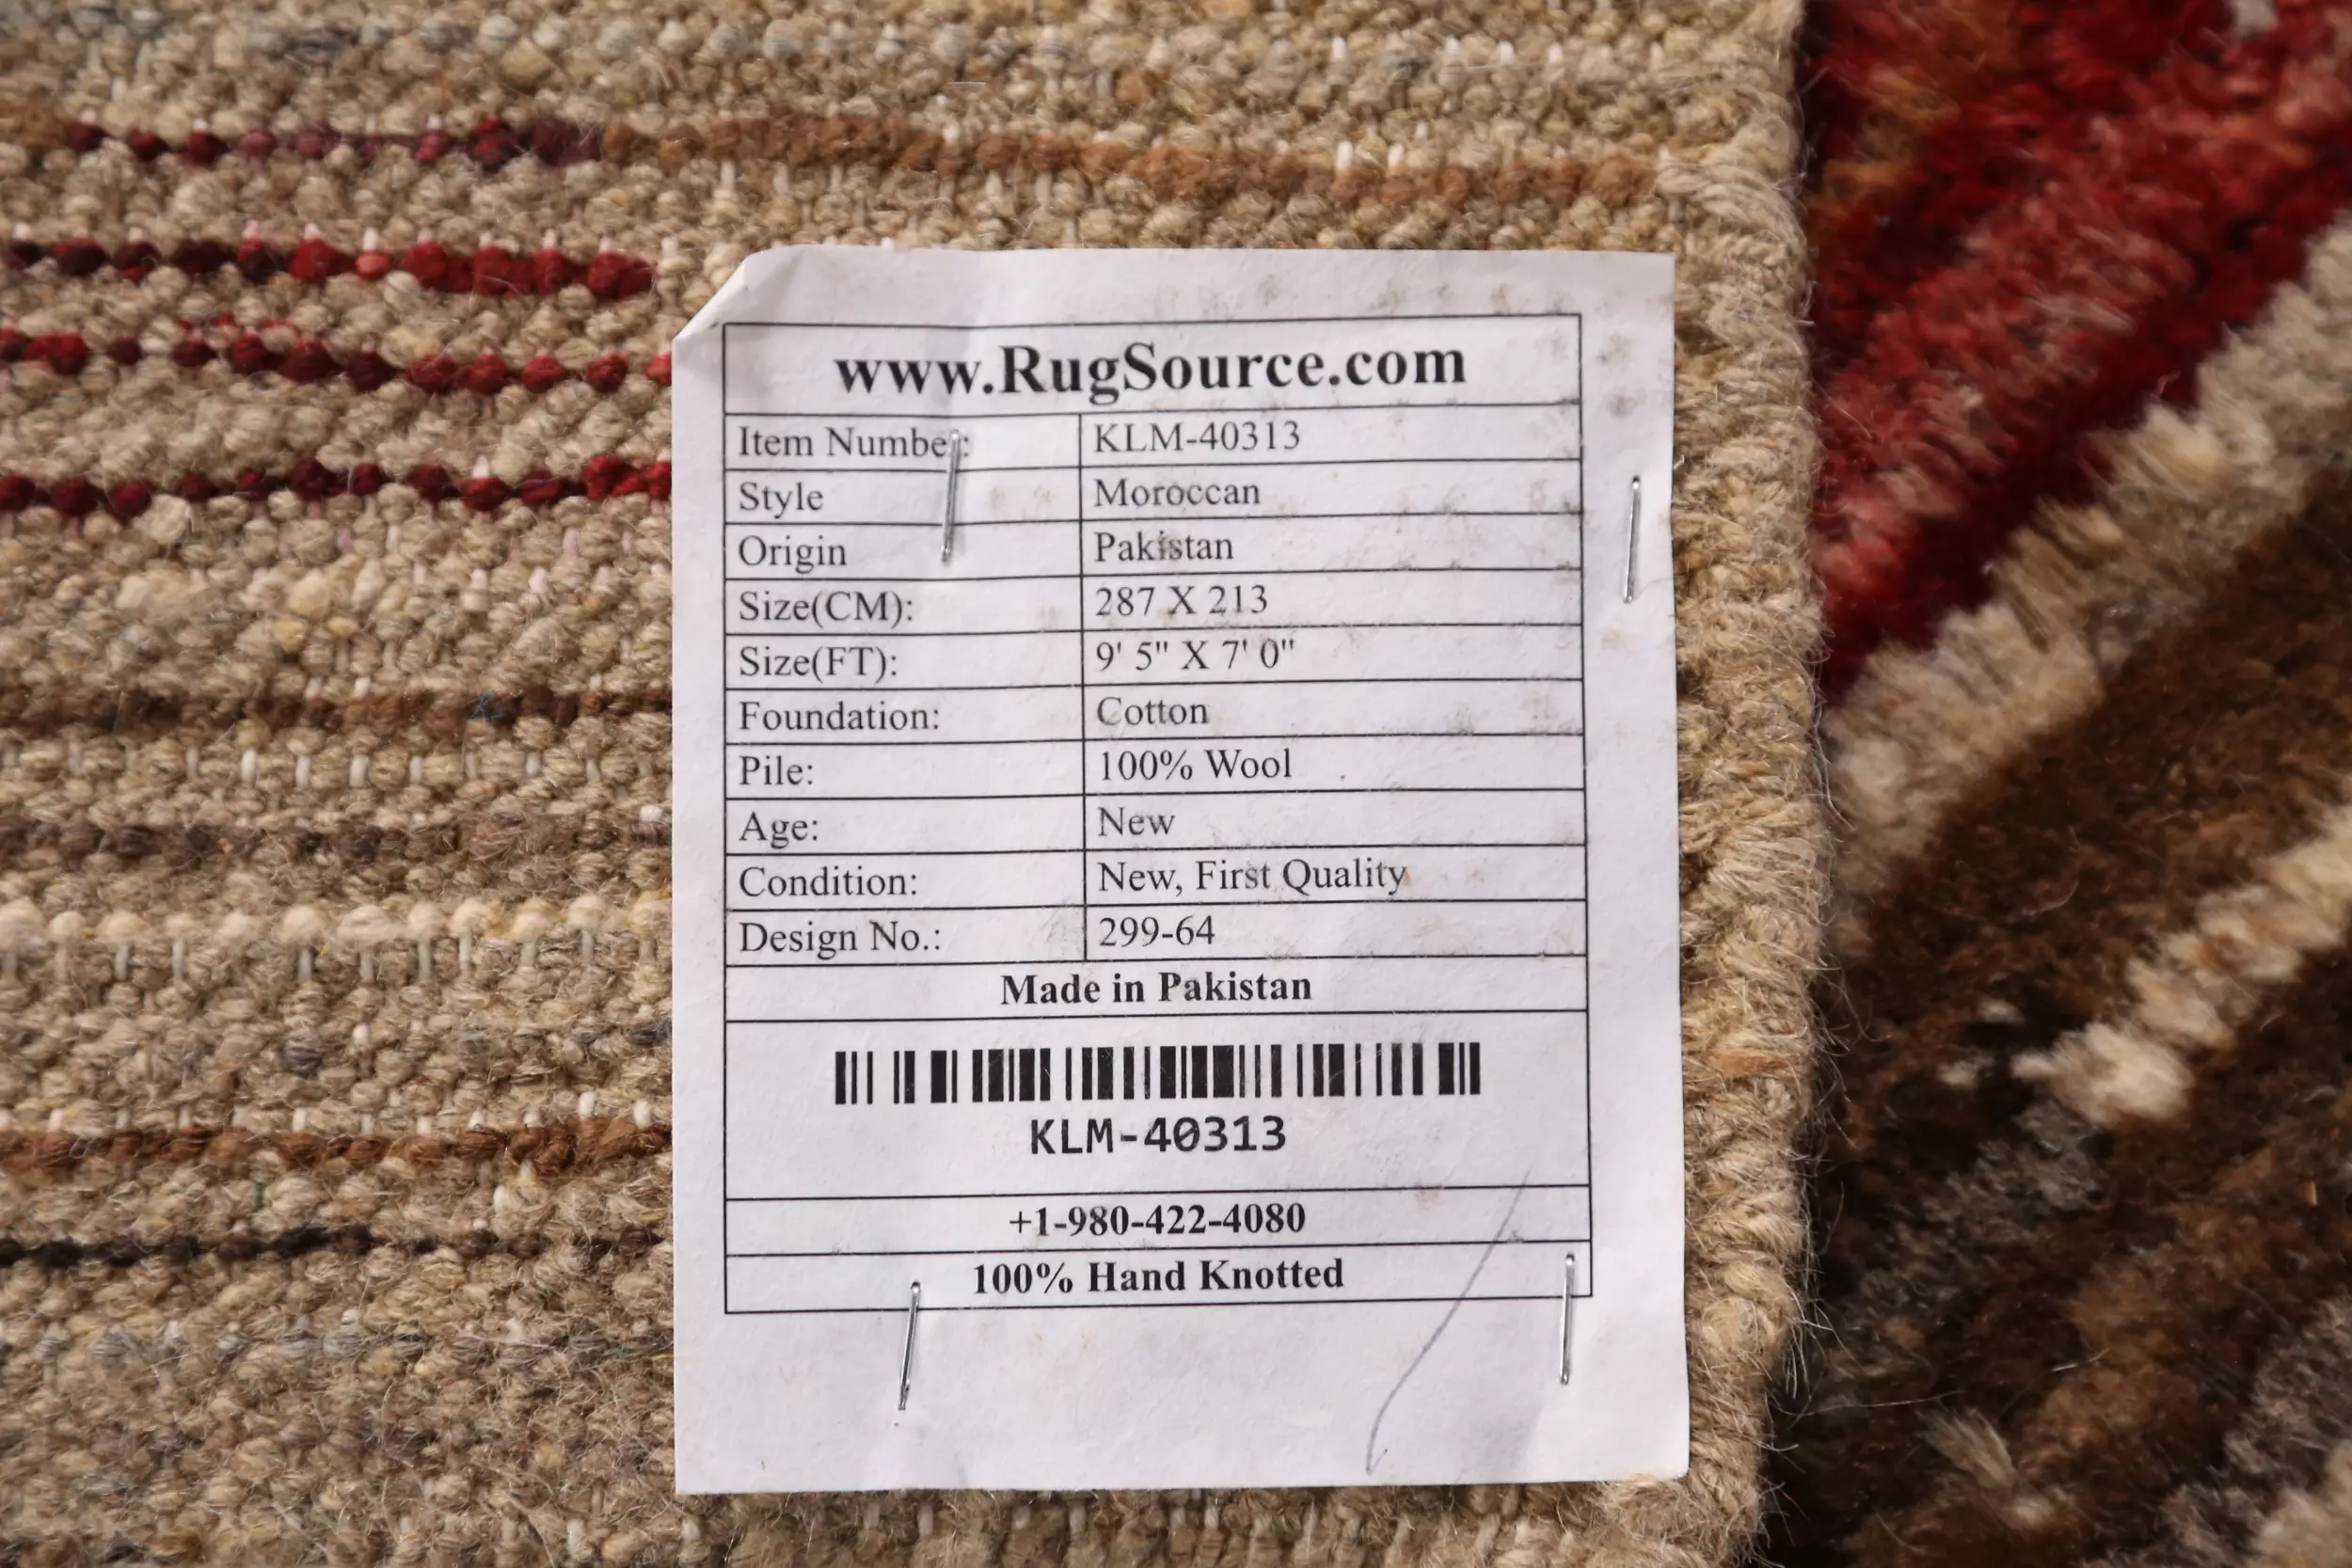 www.RugSource.com
Item Number: KLM-40313
Style Moroccan
Origin Pakistan
Size(CM): 287 X 213
Size(FT): 9' 5" X 7' 0"
Foundation: Cotton
Pile: 100% Wool
Age: New
Condition: New, First Quality
Design No.: 299-64
Made in Pakistan
KLM-40313
+1-980-422-4080
100% Hand Knotted